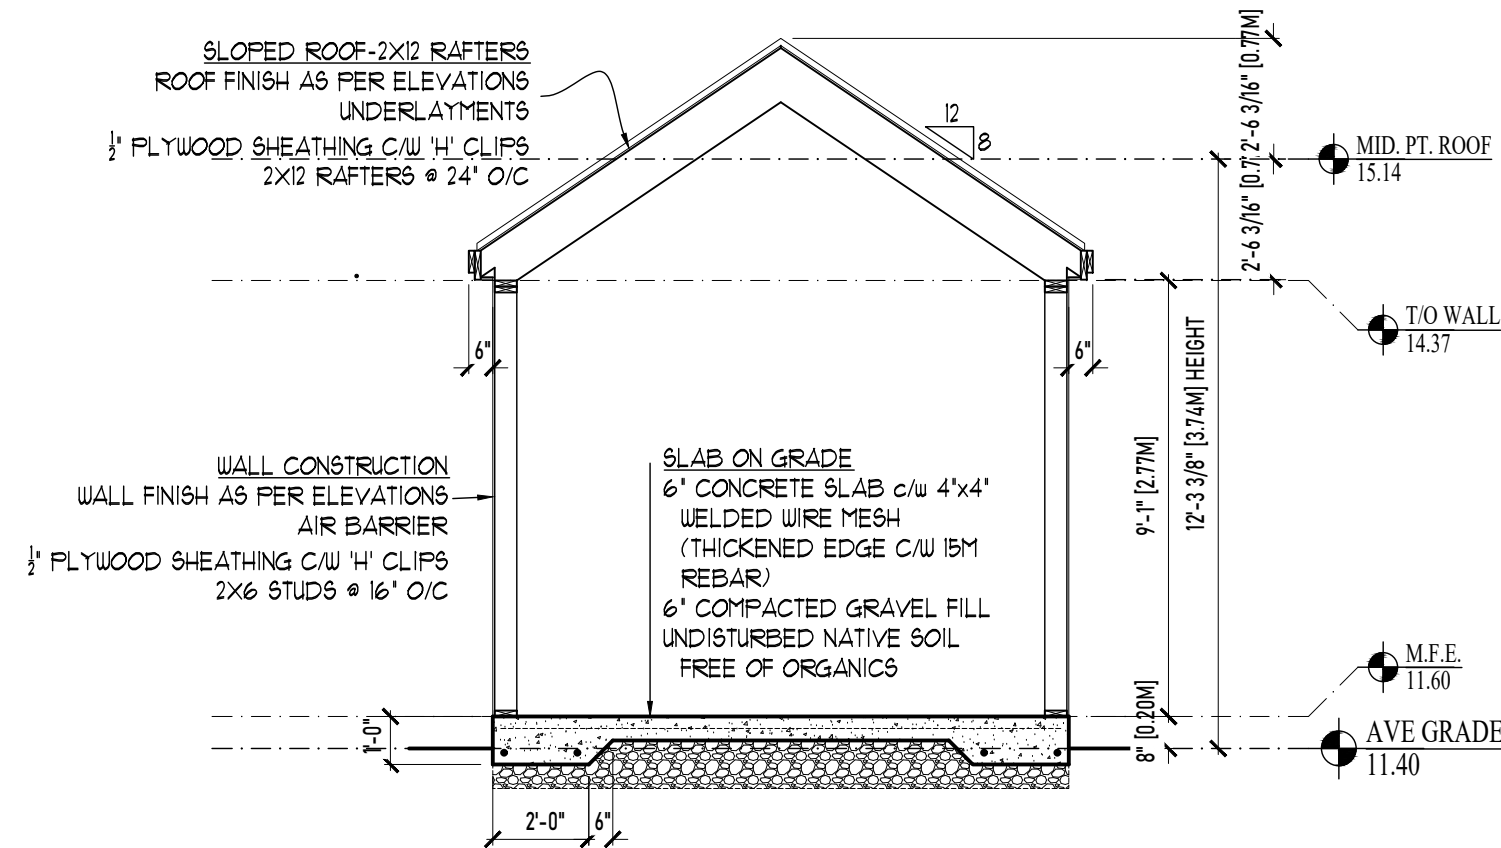 SLOPED ROOF-2X12 RAFTERS
ROOF FINISH AS PER ELEVATIONS
UNDERLAYMENTS
½" PLYWOOD SHEATHING C/W 'H' CLIPS
2X12 RAFTERS @ 24" O/C
12
8
2'-6 3/16" [0.77M]
2'-6 3/16" [0.7
MID. PT. ROOF
15.14
T/O WALL
14.37
6"
6"
9'-1" [2.77M]
12'-3 3/8" [3.74M] HEIGHT
WALL CONSTRUCTION
WALL FINISH AS PER ELEVATIONS
AIR BARRIER
½" PLYWOOD SHEATHING C/W 'H' CLIPS
2X6 STUDS @ 16" O/C
SLAB ON GRADE
6" CONCRETE SLAB c/w 4"x4"
WELDED WIRE MESH
(THICKENED EDGE C/W 15M
REBAR)
6" COMPACTED GRAVEL FILL
UNDISTURBED NATIVE SOIL
FREE OF ORGANICS
M.F.E.
11.60
8" [0.20M]
AVE GRADE
11.40
1'-0"
2'-0"
6"